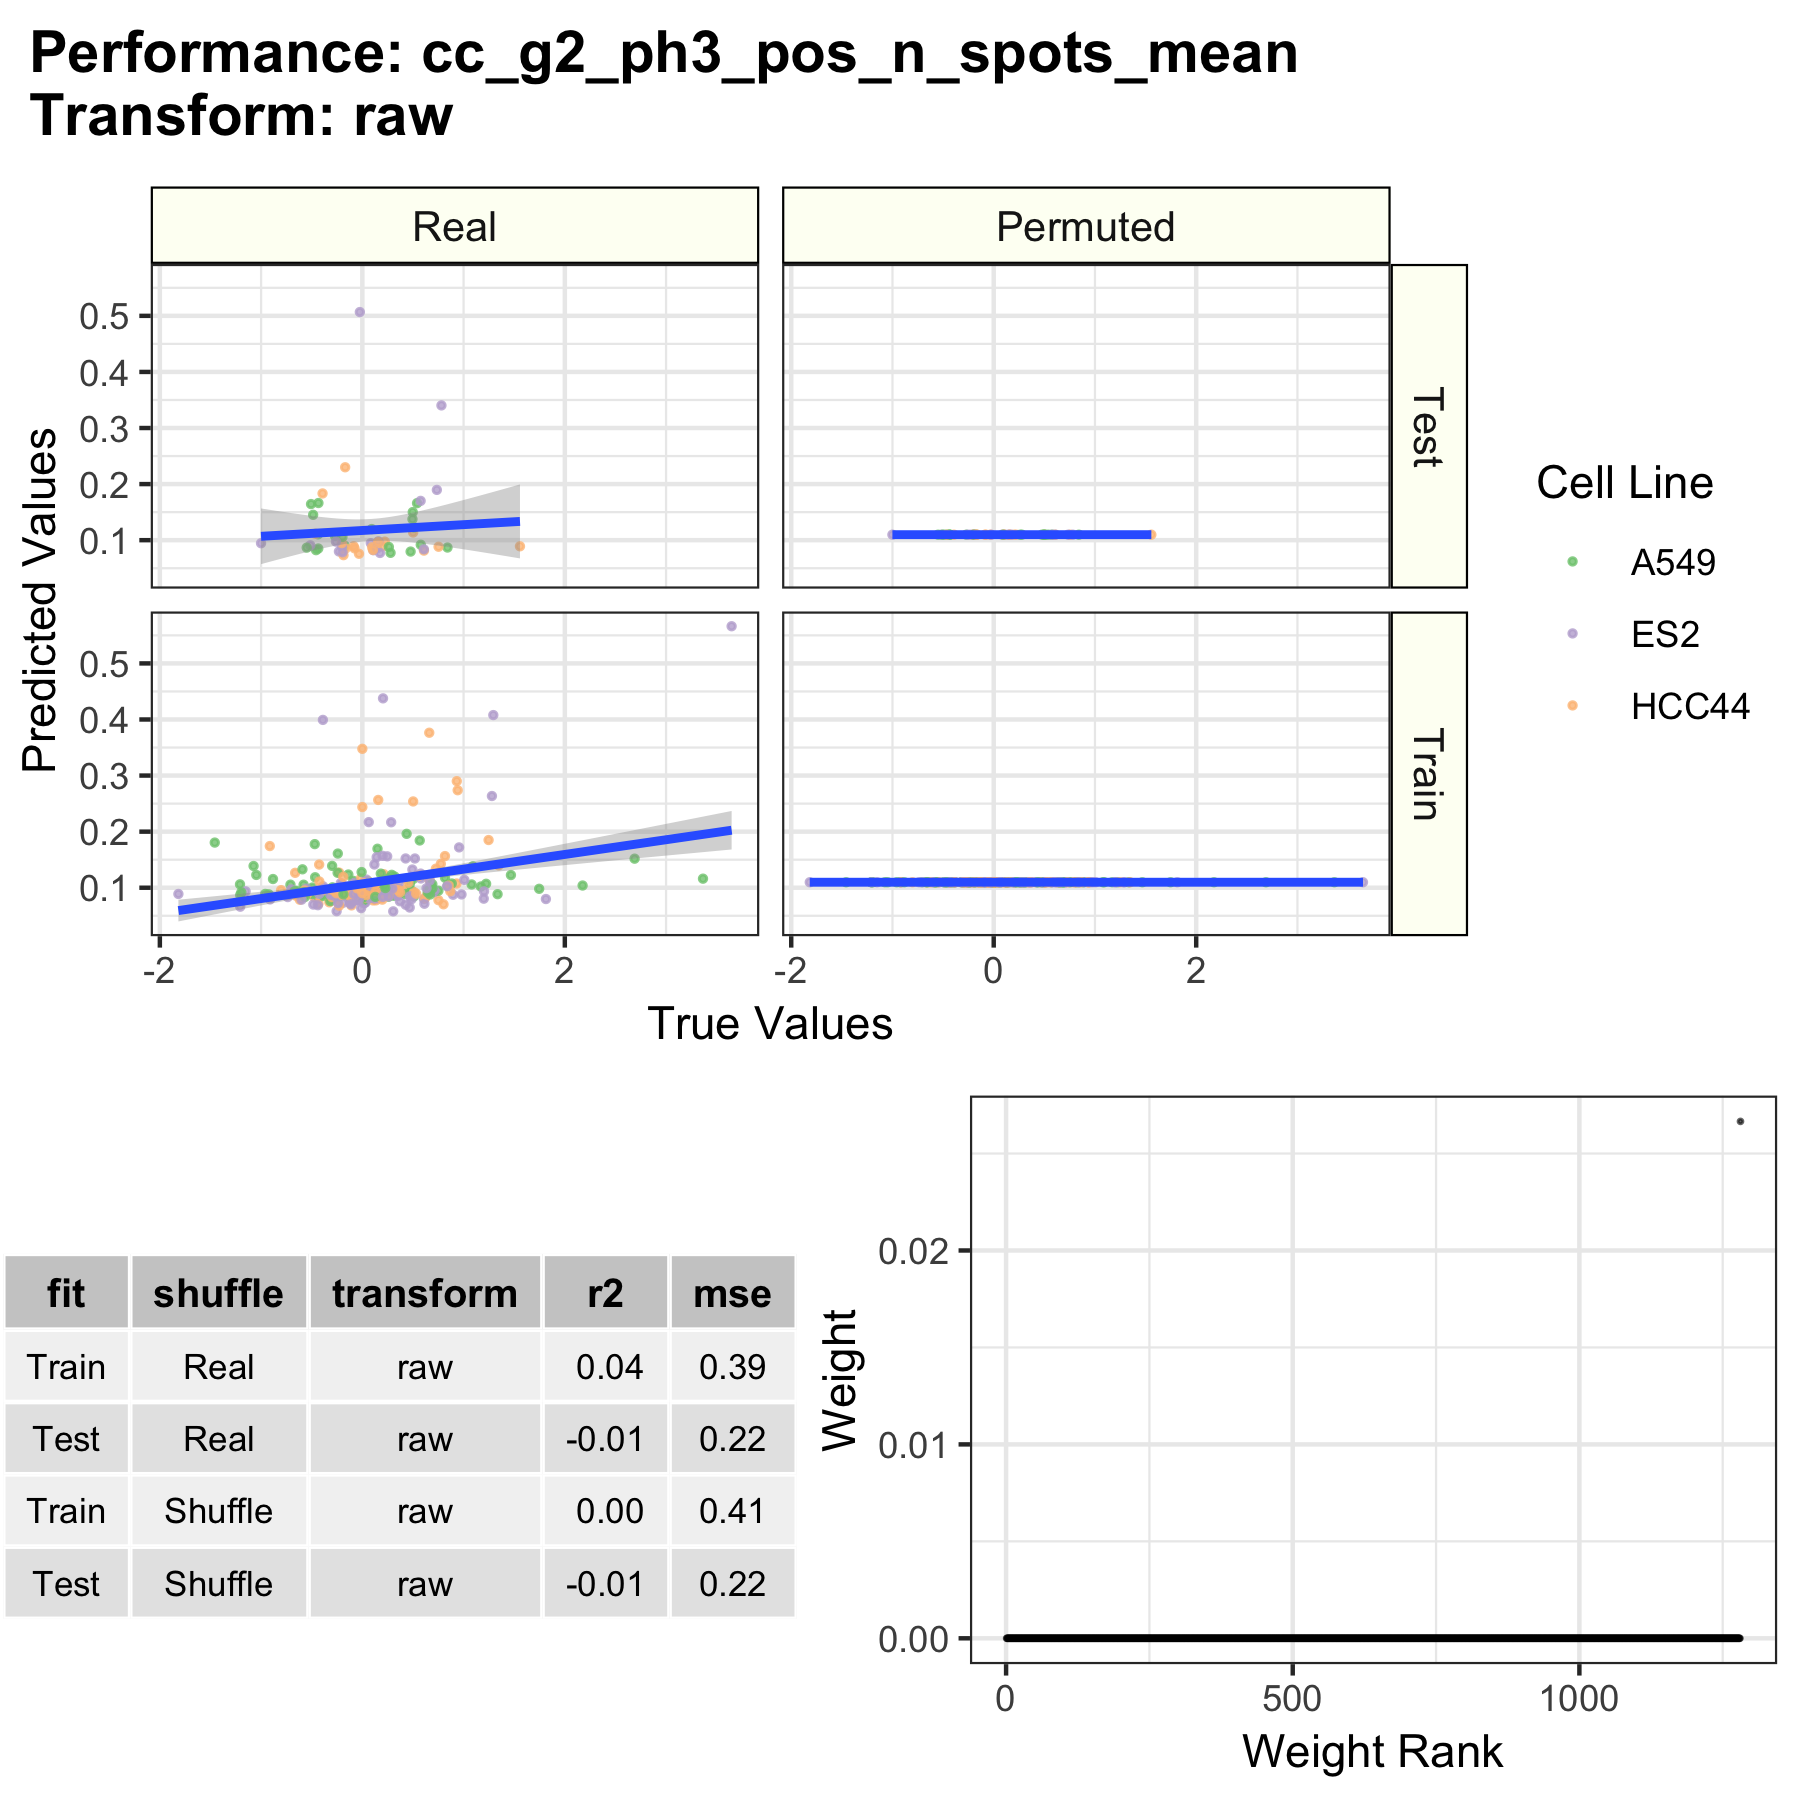 Performance: cc_g2_ph3_pos_n_spots_mean
Transform: raw
Real
Permuted
Test
Train
Predicted Values
0.5
0.4
0.3
0.2
0.1
0.5
0.4
0.3
0.2
0.1
-2 0 2
-2 0 2
True Values
Cell Line
A549
ES2
HCC44
fit shuffle transform r2 mse
Train Real raw 0.04 0.39
Test Real raw -0.01 0.22
Train Shuffle raw 0.00 0.41
Test Shuffle raw -0.01 0.22
Weight
0.02
0.01
0.00
0 500 1000
Weight Rank